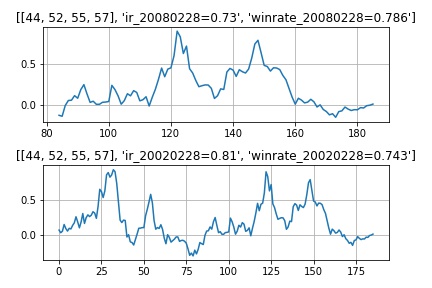 [[44, 52, 55, 57], 'ir_20080228=0.73', 'winrate_20080228=0.786']
0.5
0.0
80 100 120 140 160 180
[[44, 52, 55, 57], 'ir_20020228=0.81', 'winrate_20020228=0.743']
0.5
0.0
0 25 50 75 100 125 150 175